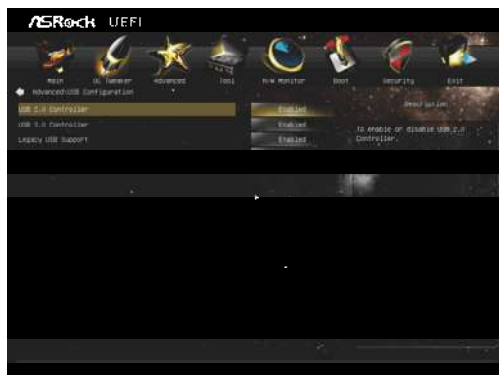 ASRock UEFI
Main OC Tweaker Advanced Tool H/W Monitor Boot Security Exit
Advanced\USB Configuration
Description
USB 2.0 Controller Enabled
To enable or disable USB 2.0
Controller.
USB 3.0 Controller Enabled
Legacy USB Support Enabled